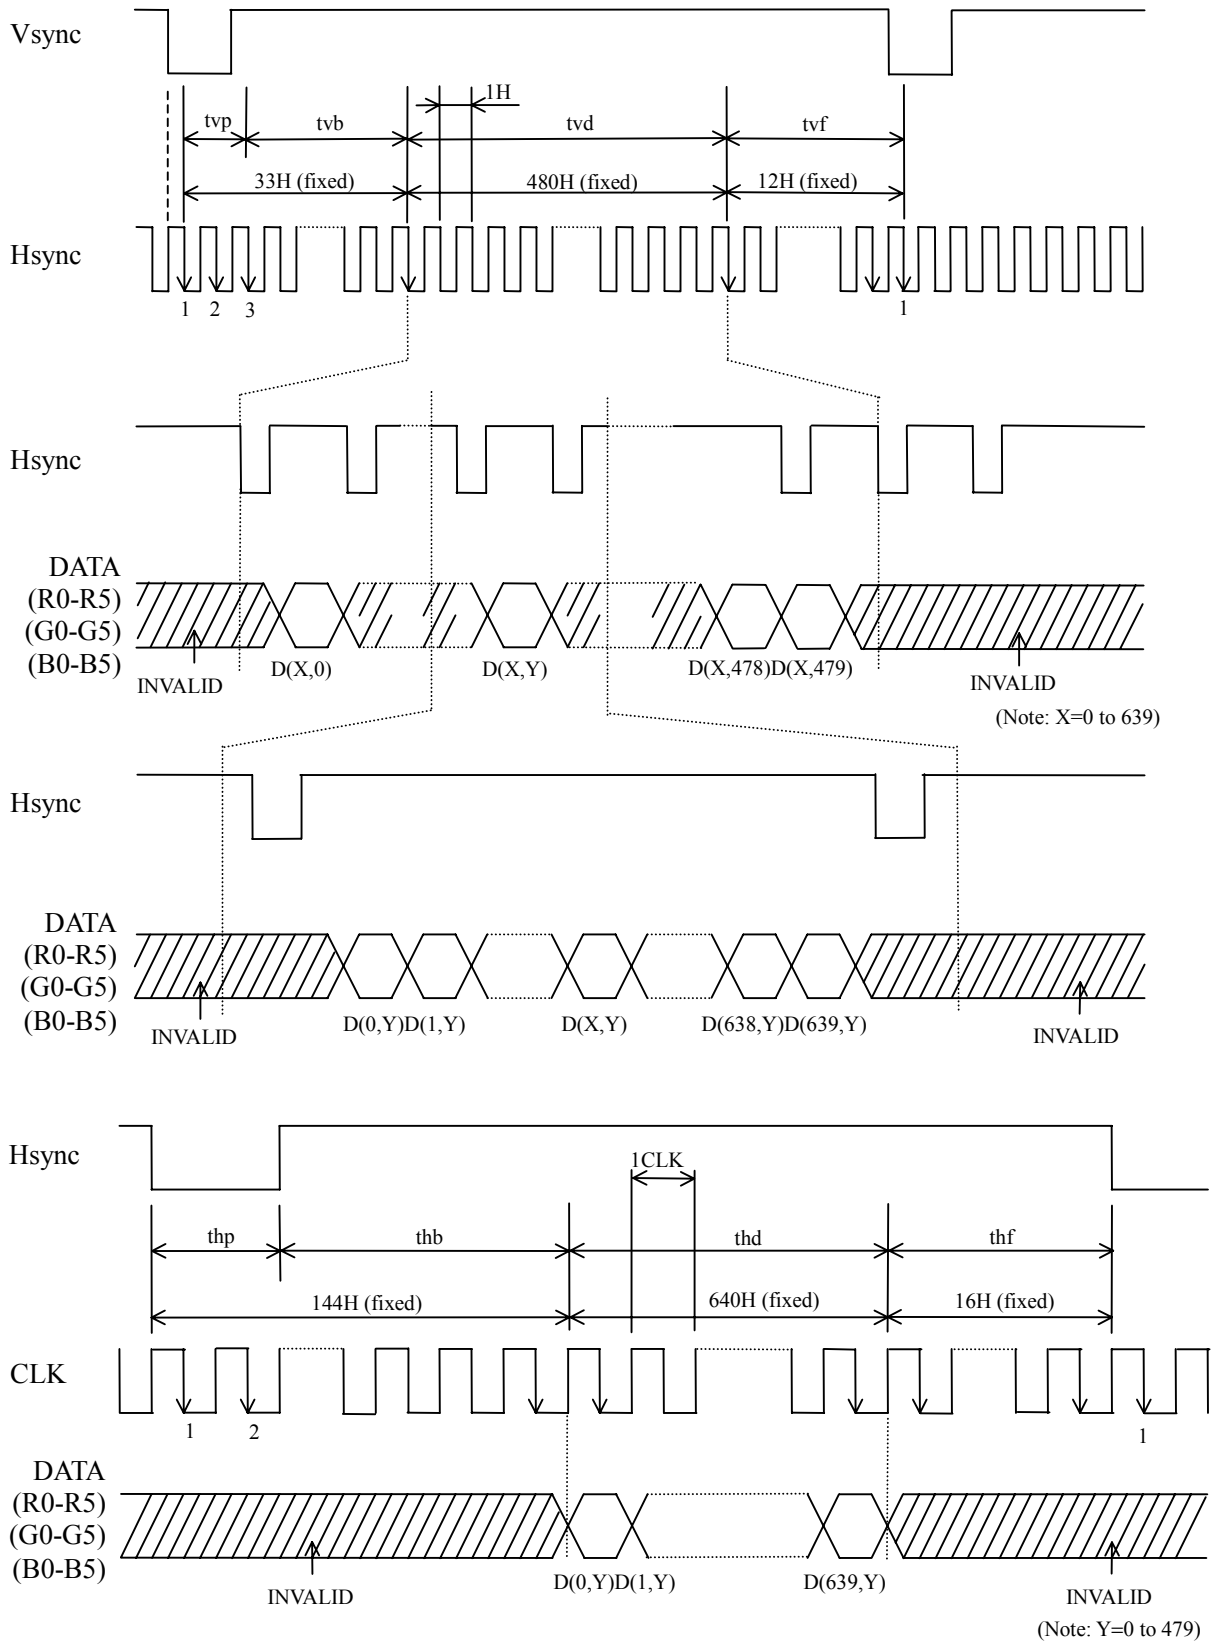 Vsync
1H
tvp tvb tvd tvf
33H (fixed) 480H (fixed) 12H (fixed)
Hsync
1 2 3 1
Hsync
DATA
(R0-R5)
(G0-G5)
(B0-B5)
D(X,0) D(X,Y) D(X,478)D(X,479)
INVALID INVALID
(Note: X=0 to 639)
Hsync
DATA
(R0-R5)
(G0-G5)
(B0-B5)
D(0,Y)D(1,Y) D(X,Y) D(638,Y)D(639,Y)
INVALID INVALID
Hsync
1CLK
thp thb thd thf
144H (fixed) 640H (fixed) 16H (fixed)
CLK
1 2 1
DATA
(R0-R5)
(G0-G5)
(B0-B5)
D(0,Y)D(1,Y) D(639,Y)
INVALID INVALID
(Note: Y=0 to 479)